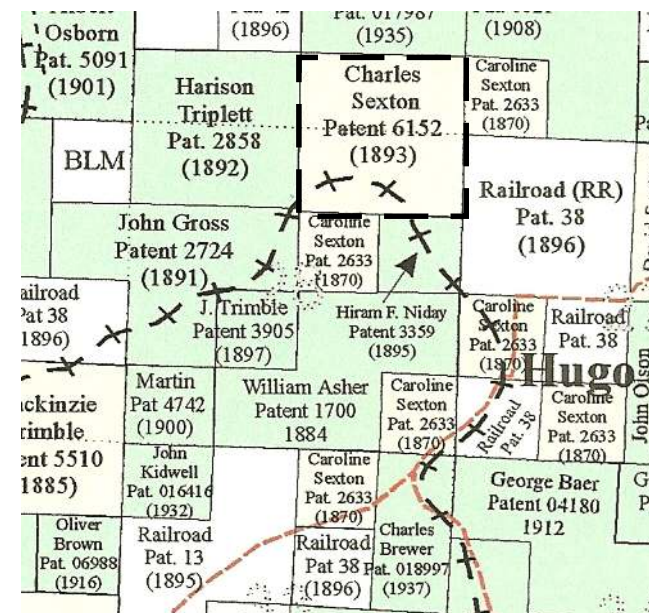 Osborn
Pat. 5091
(1901)
(1896)
Pat. 017987
(1935)
(1908)
Harison
Triplett
Pat. 2858
(1892)
Charles
Sexton
Patent 6152
(1893)
Caroline
Sexton
Pat. 2633
(1870)
BLM
Railroad (RR)
Pat. 38
(1896)
John Gross
Patent 2724
(1891)
Caroline
Sexton
Pat. 2633
(1870)
ailroad
Pat 38
1896)
J. Trimble
Patent 3905
(1897)
Hiram F. Niday
Patent 3359
(1895)
Caroline
Sexton
Pat. 2633
(1870)
Railroad
Pat. 38
Hugo
John Olson
Martin
Pat 4742
(1900)
William Asher
Patent 1700
1884
Caroline
Sexton
Pat. 2633
(1870)
Railroad
Pat. 38
Caroline
Sexton
Pat. 2633
(1870)
ckinzie
rimble
ent 5510
1885)
John
Kidwell
Pat. 016416
(1932)
Caroline
Sexton
Pat. 2633
(1870)
George Baer
Patent 04180
1912
G
P
Oliver
Brown
Pat. 06988
(1916)
Railroad
Pat. 13
(1895)
Railroad
Pat 38
(1896)
Charles
Brewer
Pat. 018997
(1937)